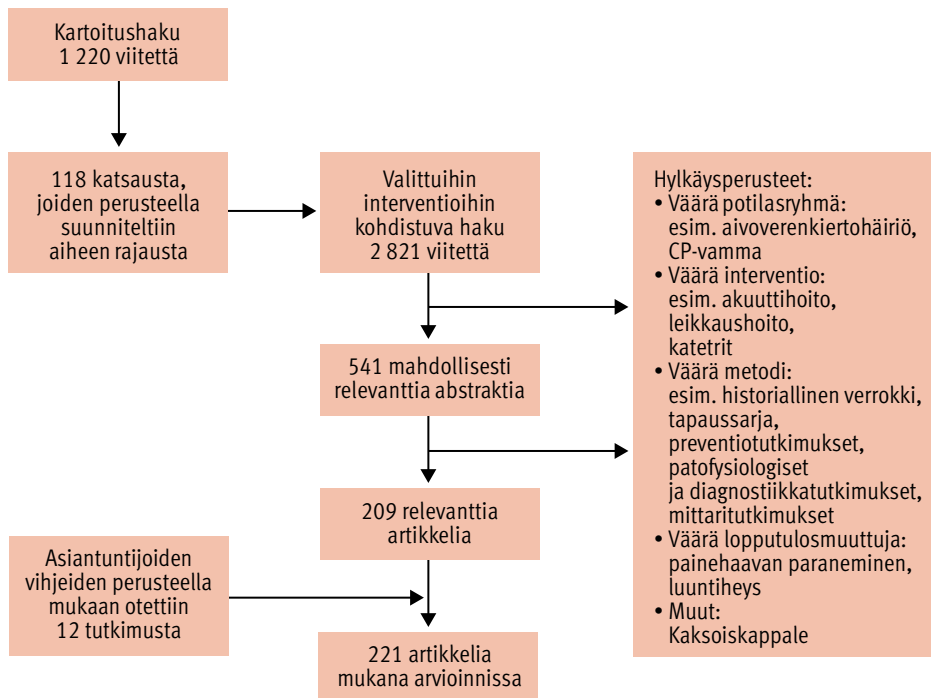 Kartoitushaku
1 220 viitettä
118 katsausta,
joiden perusteella
suunniteltiin
aiheen rajausta
Valittuihin
interventioihin
kohdistuva haku
2 821 viitettä
541 mahdollisesti
relevanttia abstraktia
209 relevanttia
artikkelia
Asiantuntijoiden
vihjeiden perusteella
mukaan otettiin
12 tutkimusta
221 artikkelia
mukana arvioinnissa
Hylkäysperusteet:
• Väärä potilasryhmä:
esim. aivoverenkiertohäiriö,
CP-vamma
• Väärä interventio:
esim. akuuttihoito,
leikkaushoito,
katetrit
• Väärä metodi:
esim. historiallinen verrokki,
tapaussarja,
preventiotutkimukset,
patofysiologiset
ja diagnostiikkatutkimukset,
mittaritutkimukset
• Väärä lopputulosmuuttuja:
painehaavan paraneminen,
luuntiheys
• Muut:
Kaksoiskappale